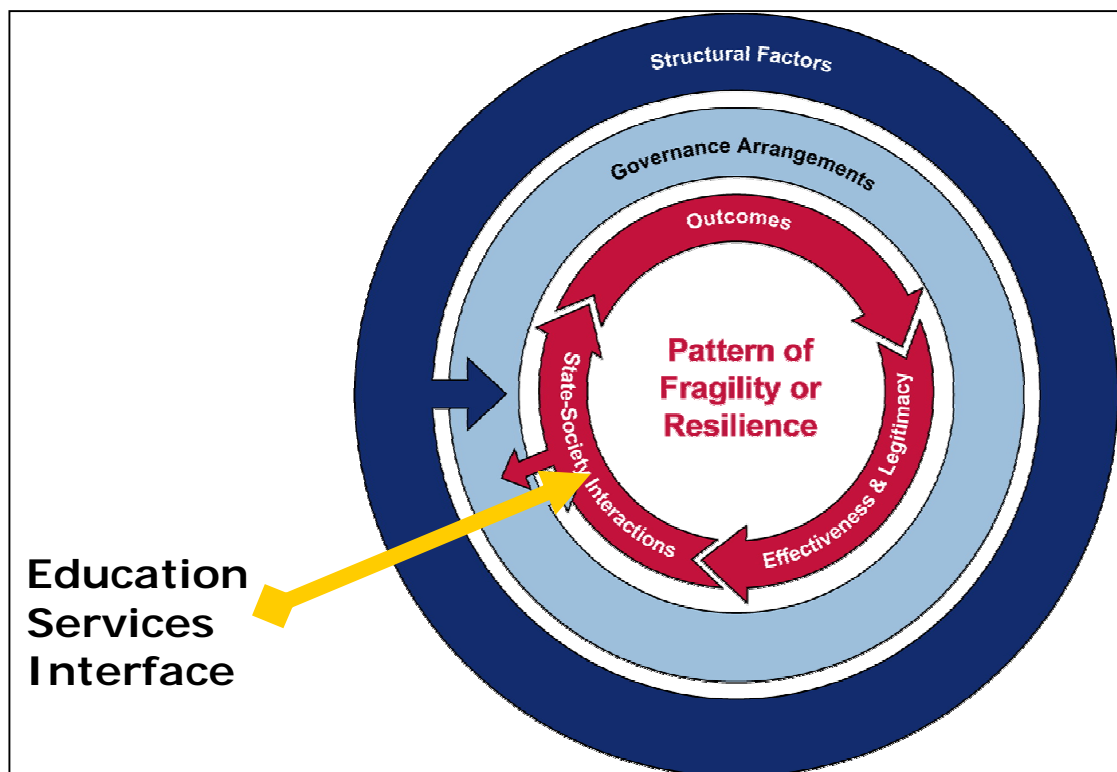 Structural Factors
Governance Arrangements
Outcomes
Pattern of
Fragility or
Resilience
State-Society Interactions
Effectiveness & Legitimacy
Education
Services
Interface